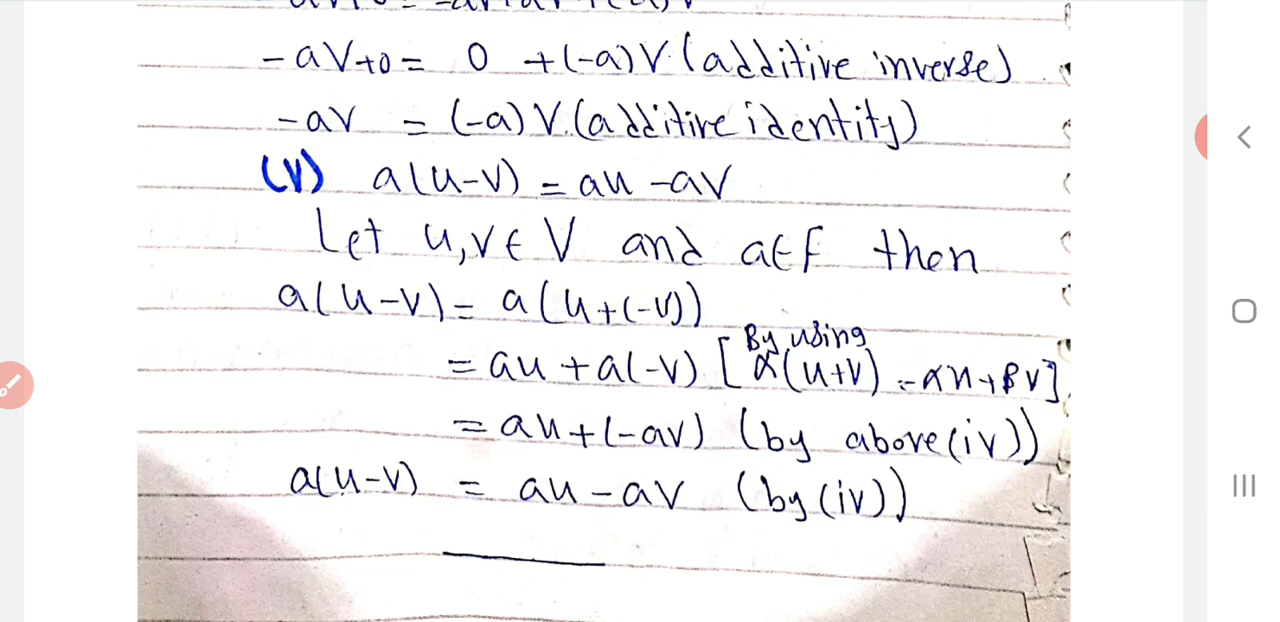 -aV+0 = 0 +(-a)V (additive inverse)
-av = (-a) V. (additive identity)
(V) a(u-v) = au -av
Let u,v ∈ V and a∈F then
a(u-v) = a(u+(-v))
= au +a(-v) [By using α(u+v) = αu+βv]
= au+(-av) (by above(iv))
a(u-v) = au-av (by (iv))